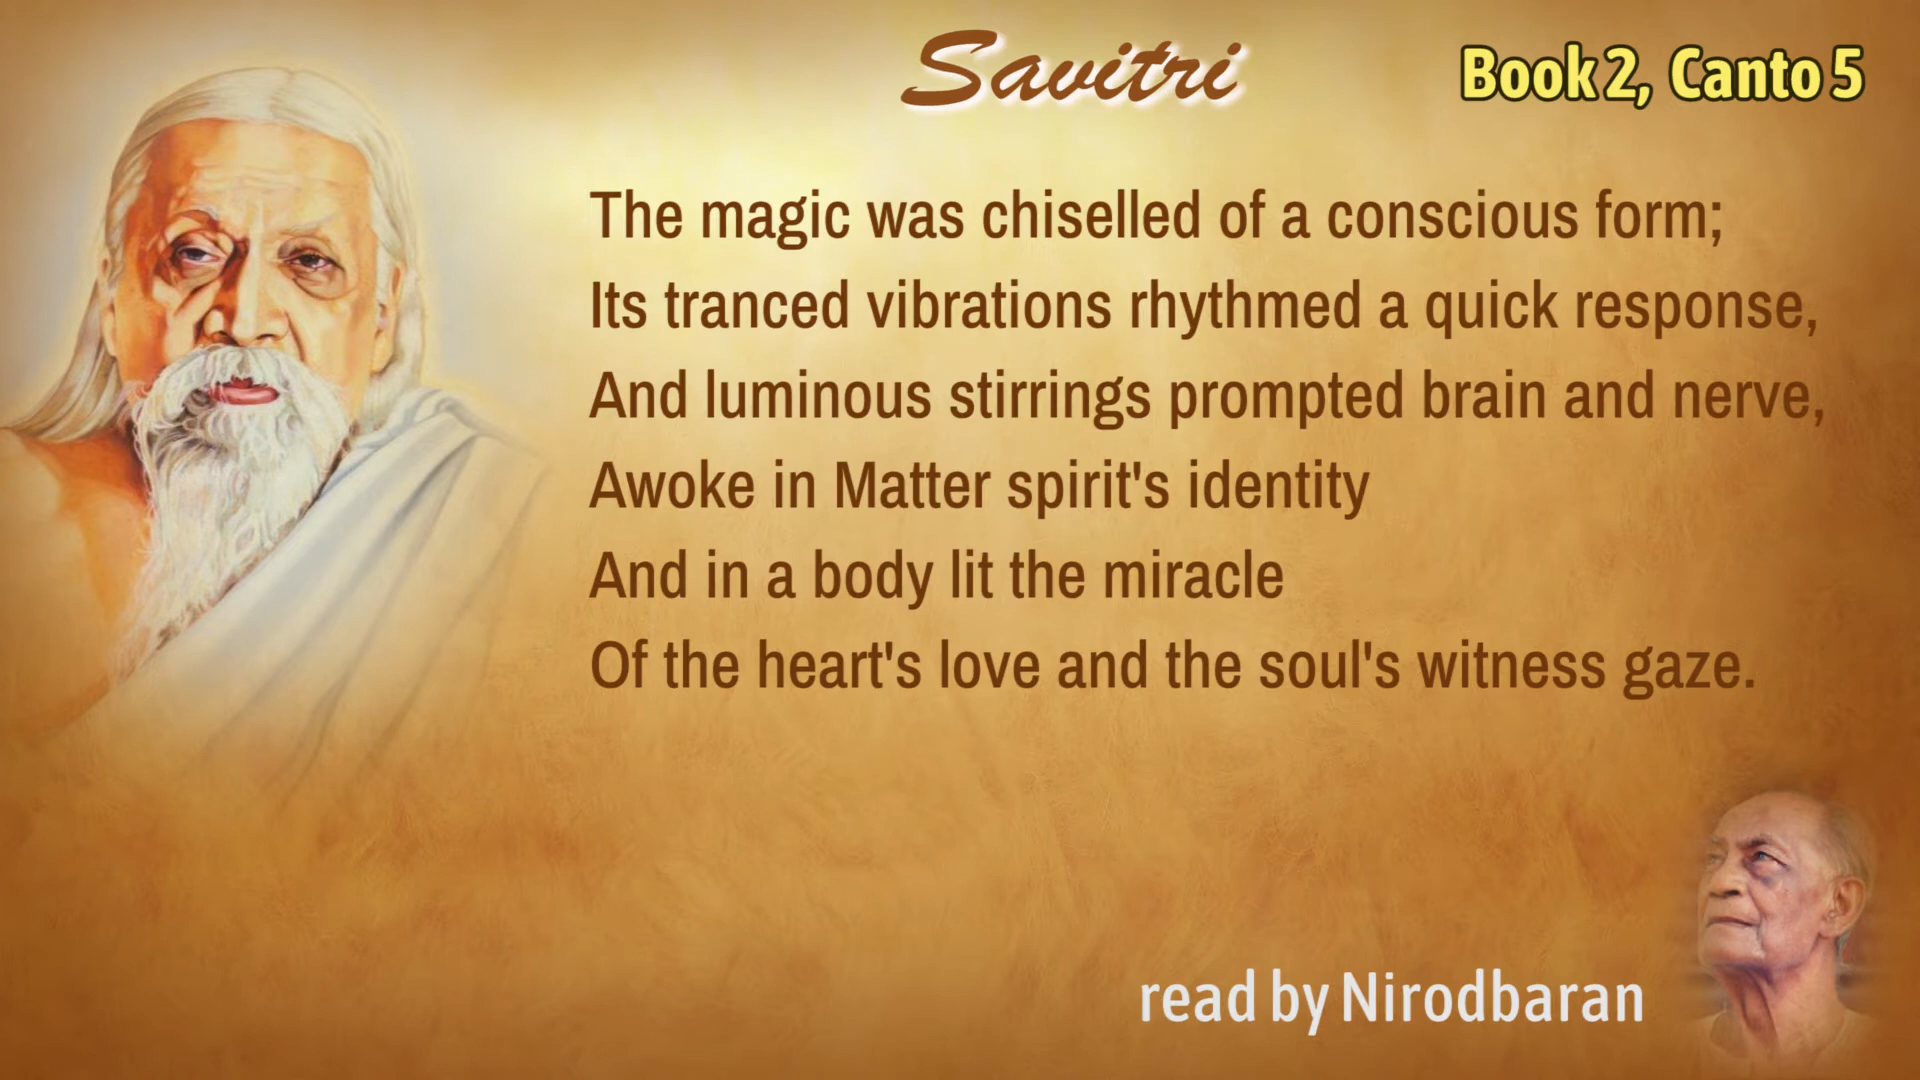 Savitri
Book 2, Canto 5
The magic was chiselled of a conscious form;
Its tranced vibrations rhythmed a quick response,
And luminous stirrings prompted brain and nerve,
Awoke in Matter spirit's identity
And in a body lit the miracle
Of the heart's love and the soul's witness gaze.
read by Nirodbaran